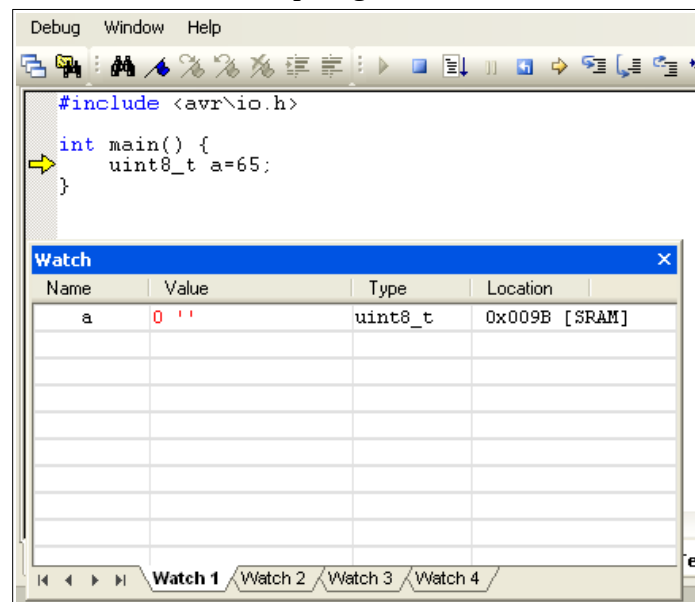 Debug Window Help
#include <avr\io.h>
int main() {
uint8_t a=65;
}
Watch
Name Value Type Location
a 0 '' uint8_t 0x009B [SRAM]
Watch 1 Watch 2 Watch 3 Watch 4